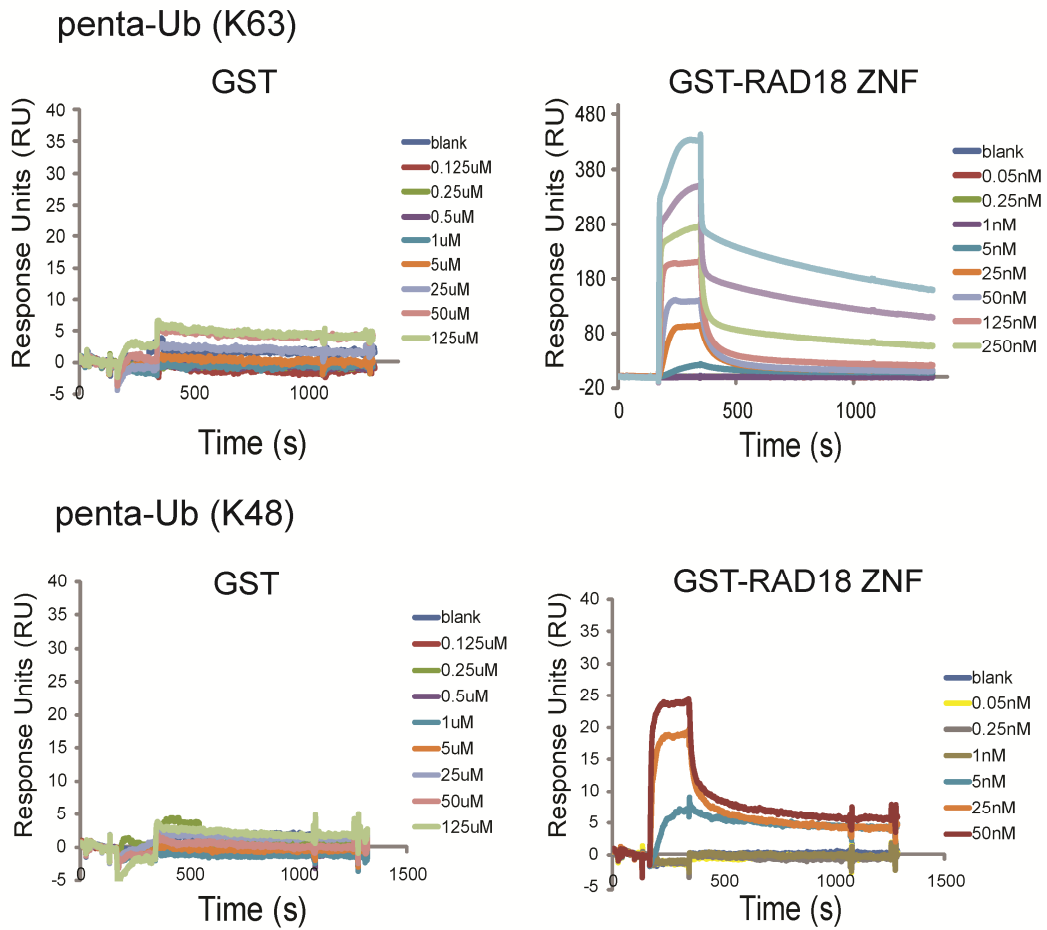 penta-Ub (K63)
GST
Response Units (RU)
40
35
30
25
20
15
10
5
0
-5
0
500
1000
Time (s)
blank
0.125uM
0.25uM
0.5uM
1uM
5uM
25uM
50uM
125uM
GST-RAD18 ZNF
Response Units (RU)
480
380
280
180
80
-20
0
500
1000
Time (s)
blank
0.05nM
0.25nM
1nM
5nM
25nM
50nM
125nM
250nM
penta-Ub (K48)
GST
Response Units (RU)
40
35
30
25
20
15
10
5
0
-5
0
500
1000
1500
Time (s)
blank
0.125uM
0.25uM
0.5uM
1uM
5uM
25uM
50uM
125uM
GST-RAD18 ZNF
Response Units (RU)
40
35
30
25
20
15
10
5
0
-5
0
500
1000
1500
Time (s)
blank
0.05nM
0.25nM
1nM
5nM
25nM
50nM